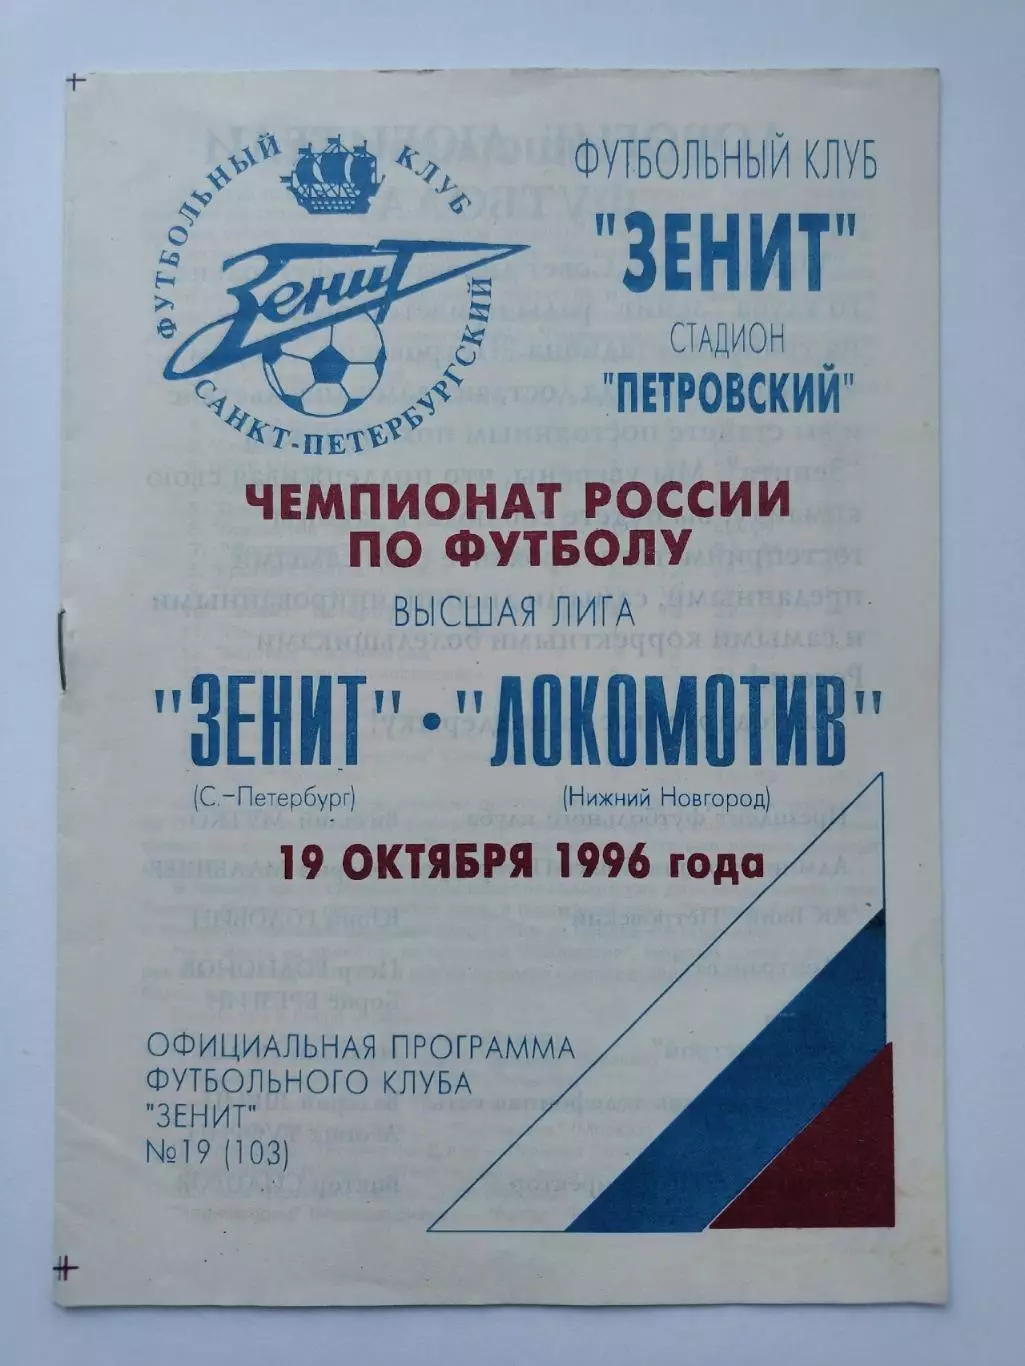 ФУТБОЛЬНЫЙ КЛУБ
Зенит
САНКТ-ПЕТЕРБУРГСКИЙ
ФУТБОЛЬНЫЙ КЛУБ
"ЗЕНИТ"
СТАДИОН
"ПЕТРОВСКИЙ"
ЧЕМПИОНАТ РОССИИ
ПО ФУТБОЛУ
ВЫСШАЯ ЛИГА
"ЗЕНИТ" • "ЛОКОМОТИВ"
(С.-Петербург) (Нижний Новгород)
19 ОКТЯБРЯ 1996 года
ОФИЦИАЛЬНАЯ ПРОГРАММА
ФУТБОЛЬНОГО КЛУБА
"ЗЕНИТ"
№19 (103)